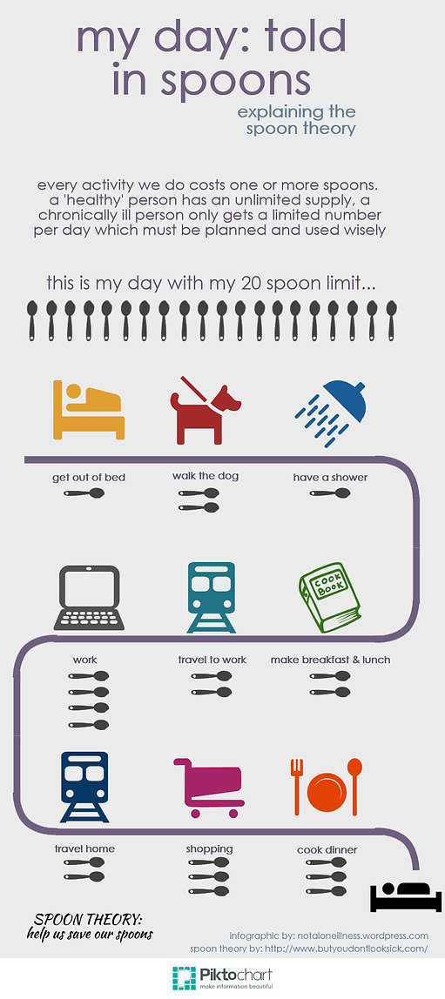 my day: told
in spoons
explaining the
spoon theory
every activity we do costs one or more spoons.
a 'healthy' person has an unlimited supply, a
chronically ill person only gets a limited number
per day which must be planned and used wisely
this is my day with my 20 spoon limit...
get out of bed
walk the dog
have a shower
COOK
BOOK
work
travel to work
make breakfast & lunch
travel home
shopping
cook dinner
SPOON THEORY:
help us save our spoons
infographic by: notaloneillness.wordpress.com
spoon theory by: http://www.butyoudontlooksick.com/
Piktochart
make information beautiful